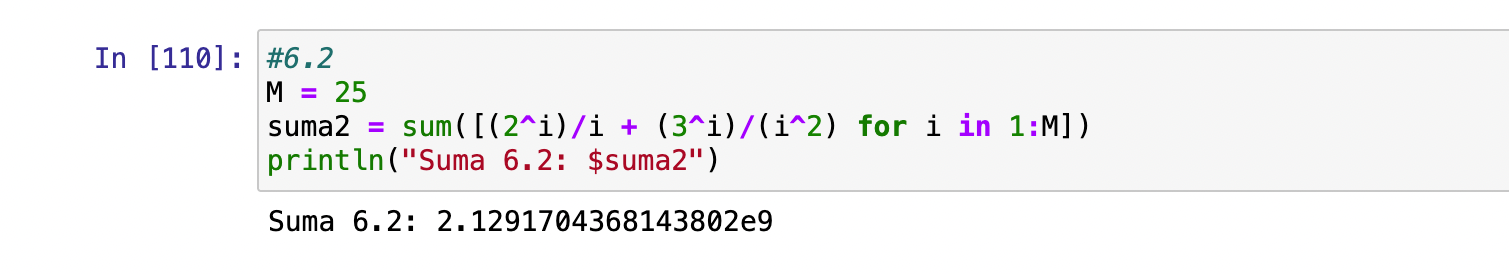 In [110]: #6.2
M = 25
suma2 = sum([(2^i)/i + (3^i)/(i^2) for i in 1:M])
println("Suma 6.2: $suma2")
Suma 6.2: 2.1291704368143802e9